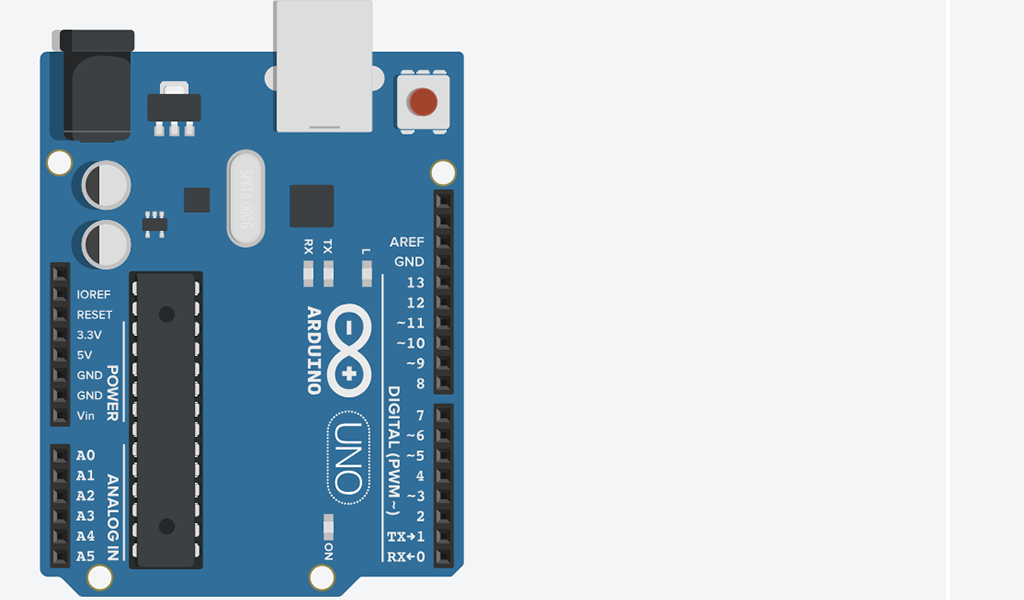 SPK16.000G
RX
TX
L
AREF
GND
13
12
~11
~10
~9
8
7
~6
~5
4
~3
2
TX→1
RX←0
DIGITAL (PWM ~)
ARDUINO
UNO
ON
IOREF
RESET
3.3V
5V
GND
GND
Vin
POWER
A0
A1
A2
A3
A4
A5
ANALOG IN